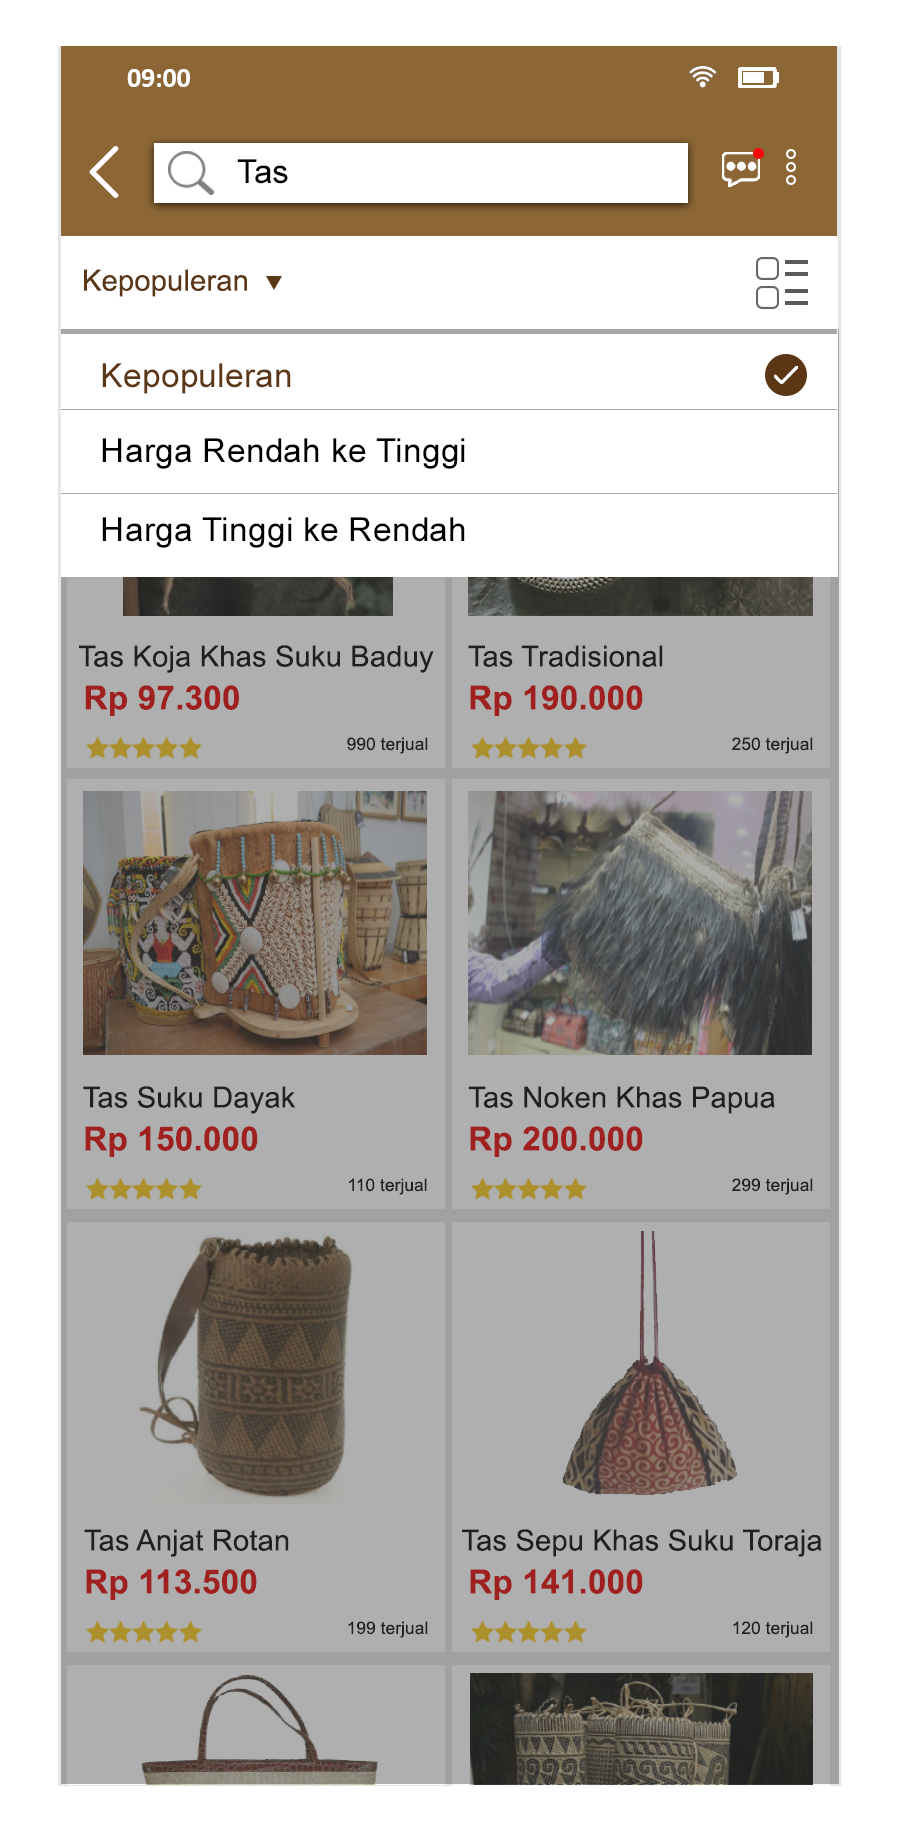 09:00
Tas
Kepopuleran
Kepopuleran
Harga Rendah ke Tinggi
Harga Tinggi ke Rendah
Tas Koja Khas Suku Baduy
Rp 97.300
990 terjual
Tas Tradisional
Rp 190.000
250 terjual
Tas Suku Dayak
Rp 150.000
110 terjual
Tas Noken Khas Papua
Rp 200.000
299 terjual
Tas Anjat Rotan
Rp 113.500
199 terjual
Tas Sepu Khas Suku Toraja
Rp 141.000
120 terjual